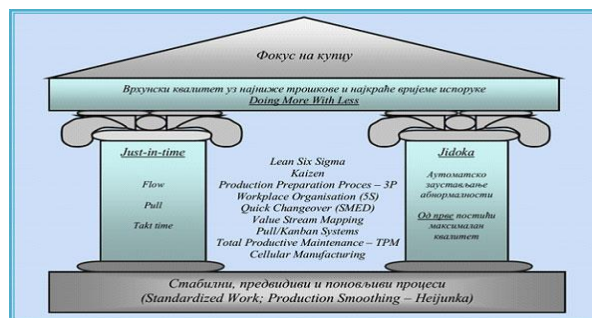 Фокус на купцу
Врхунски квалитет уз најниже трошкове и најкраће вријеме испоруке
Doing More With Less
Just-in-time
Flow
Pull
Takt time
Lean Six Sigma
Kaizen
Production Preparation Proces – 3P
Workplace Organisation (5S)
Quick Changeover (SMED)
Value Stream Mapping
Pull/Kanban Systems
Total Productive Maintenance – TPM
Cellular Manufacturing
Jidoka
Аутоматско
заустављање
абнормалности
Од прве постићи
максималан
квалитет
Стабилни, предвидиви и поновљиви процеси
(Standardized Work; Production Smoothing – Heijunka)